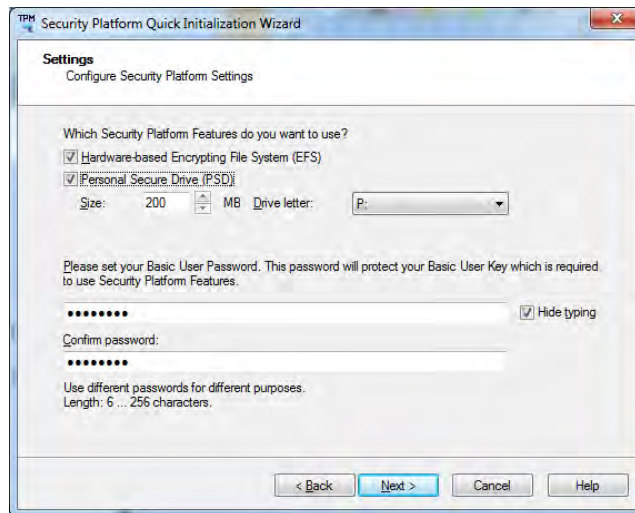 TPM Security Platform Quick Initialization Wizard
Settings
Configure Security Platform Settings
Which Security Platform Features do you want to use?
Hardware-based Encrypting File System (EFS)
Personal Secure Drive (PSD)
Size: 200 MB Drive letter: P:
Please set your Basic User Password. This password will protect your Basic User Key which is required
to use Security Platform Features.
●●●●●●●● Hide typing
Confirm password:
●●●●●●●●
Use different passwords for different purposes.
Length: 6 ... 256 characters.
< Back Next > Cancel Help